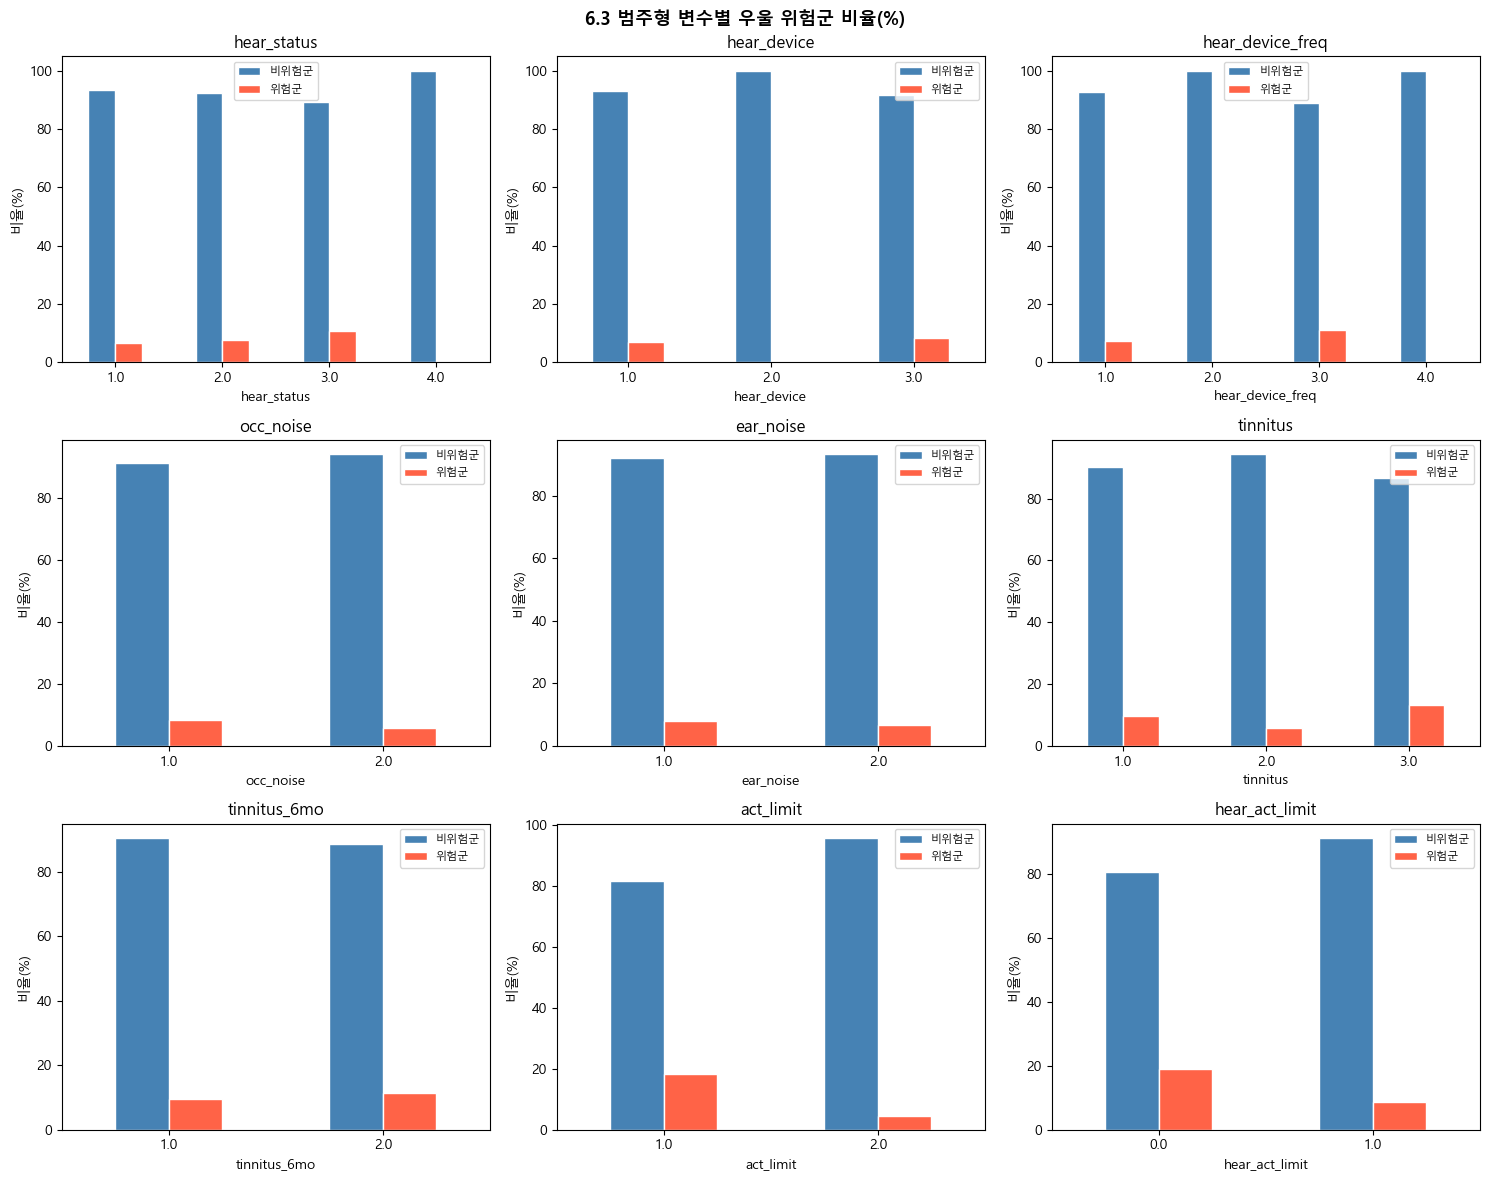 6.3 범주형 변수별 우울 위험군 비율(%)
hear_status
비율(%)
100
80
60
40
20
0
비위험군
위험군
1.0 2.0 3.0 4.0
hear_status
hear_device
비율(%)
100
80
60
40
20
0
비위험군
위험군
1.0 2.0 3.0
hear_device
hear_device_freq
비율(%)
100
80
60
40
20
0
비위험군
위험군
1.0 2.0 3.0 4.0
hear_device_freq
occ_noise
비율(%)
80
60
40
20
0
비위험군
위험군
1.0 2.0
occ_noise
ear_noise
비율(%)
80
60
40
20
0
비위험군
위험군
1.0 2.0
ear_noise
tinnitus
비율(%)
80
60
40
20
0
비위험군
위험군
1.0 2.0 3.0
tinnitus
tinnitus_6mo
비율(%)
80
60
40
20
0
비위험군
위험군
1.0 2.0
tinnitus_6mo
act_limit
비율(%)
100
80
60
40
20
0
비위험군
위험군
1.0 2.0
act_limit
hear_act_limit
비율(%)
80
60
40
20
0
비위험군
위험군
0.0 1.0
hear_act_limit